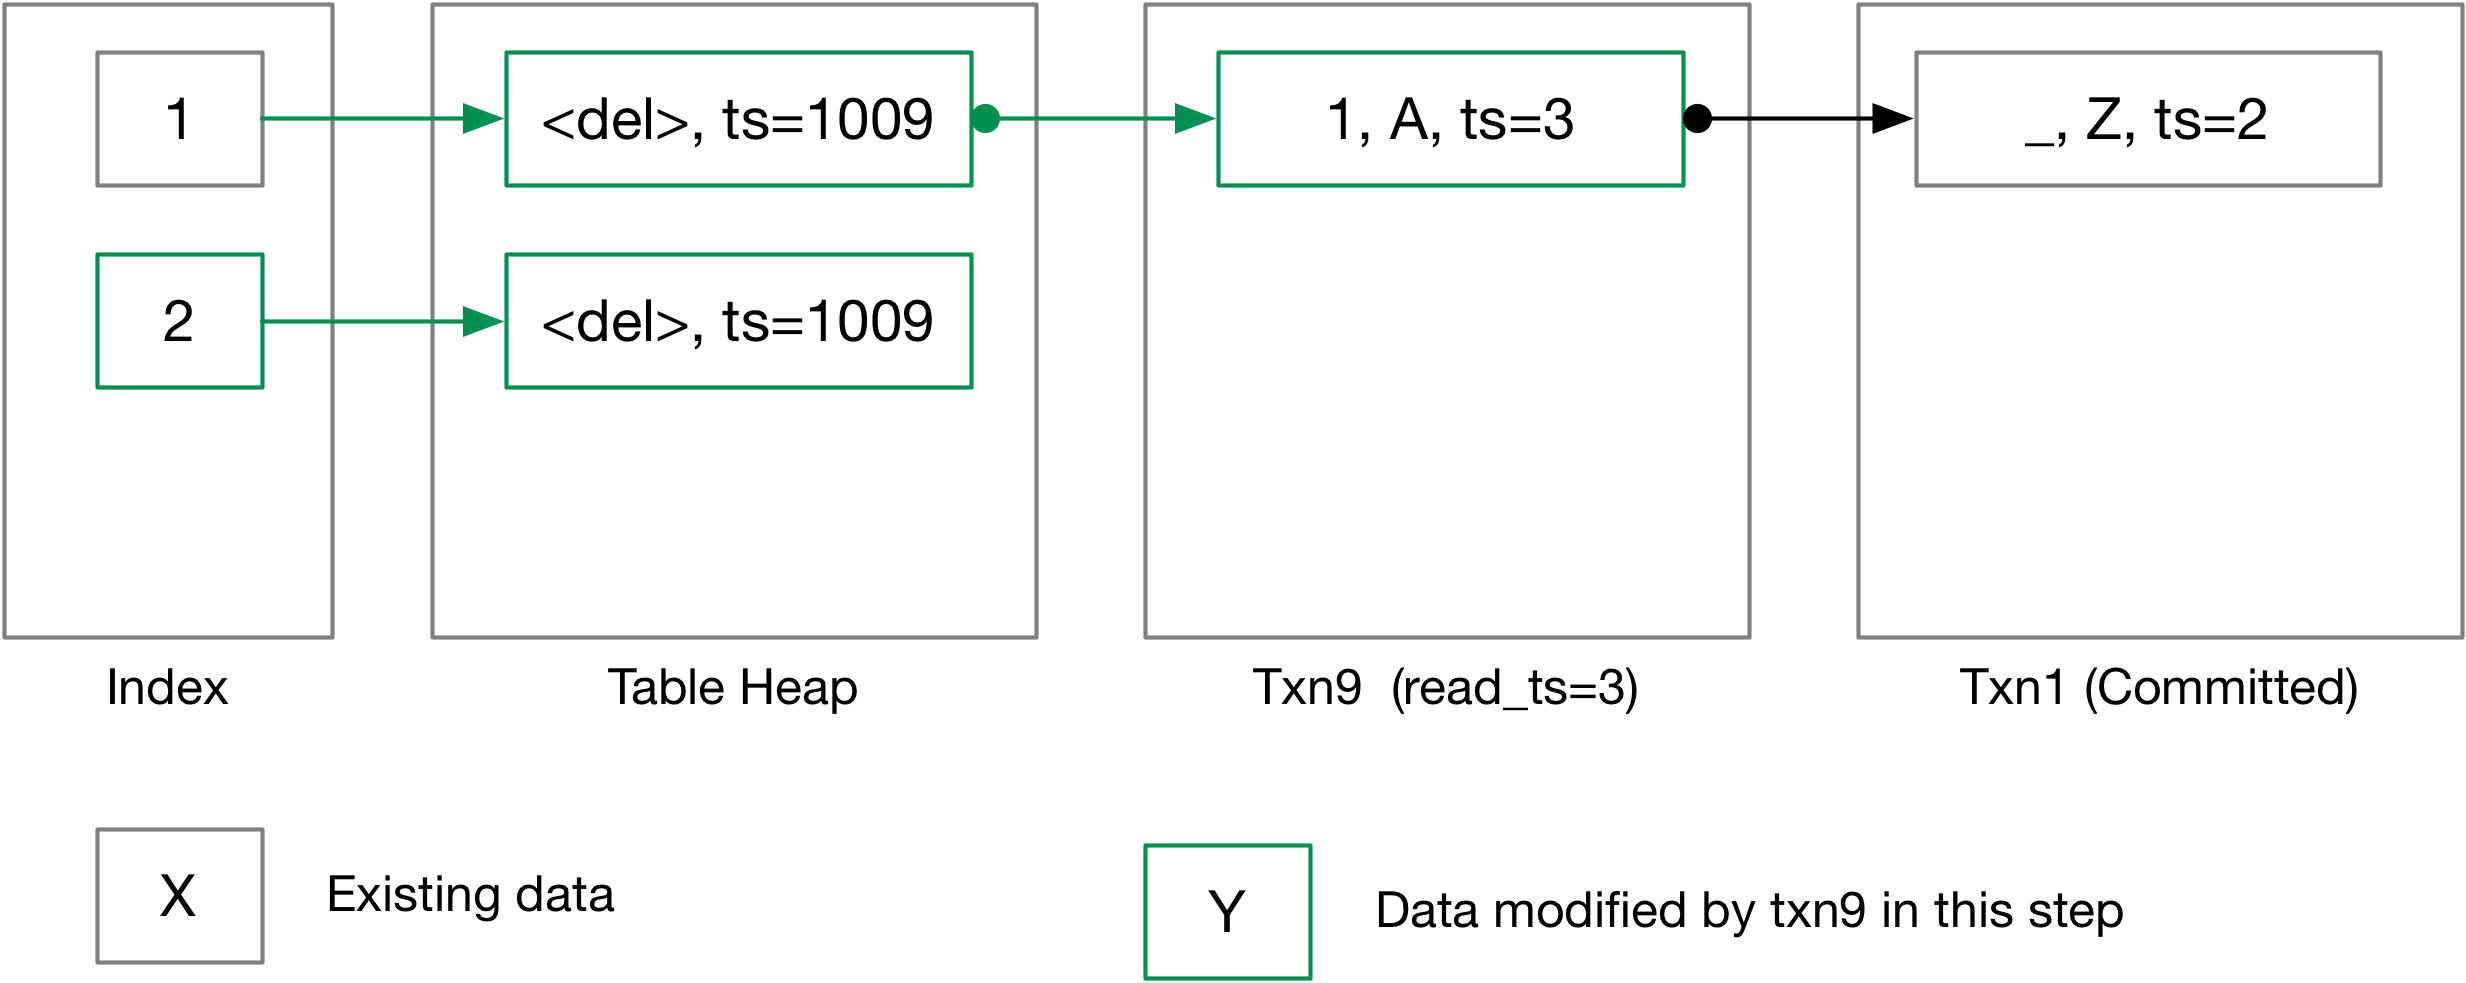 1
<del>, ts=1009
1, A, ts=3
_, Z, ts=2
2
<del>, ts=1009
Index
Table Heap
Txn9 (read_ts=3)
Txn1 (Committed)
X
Existing data
Y
Data modified by txn9 in this step